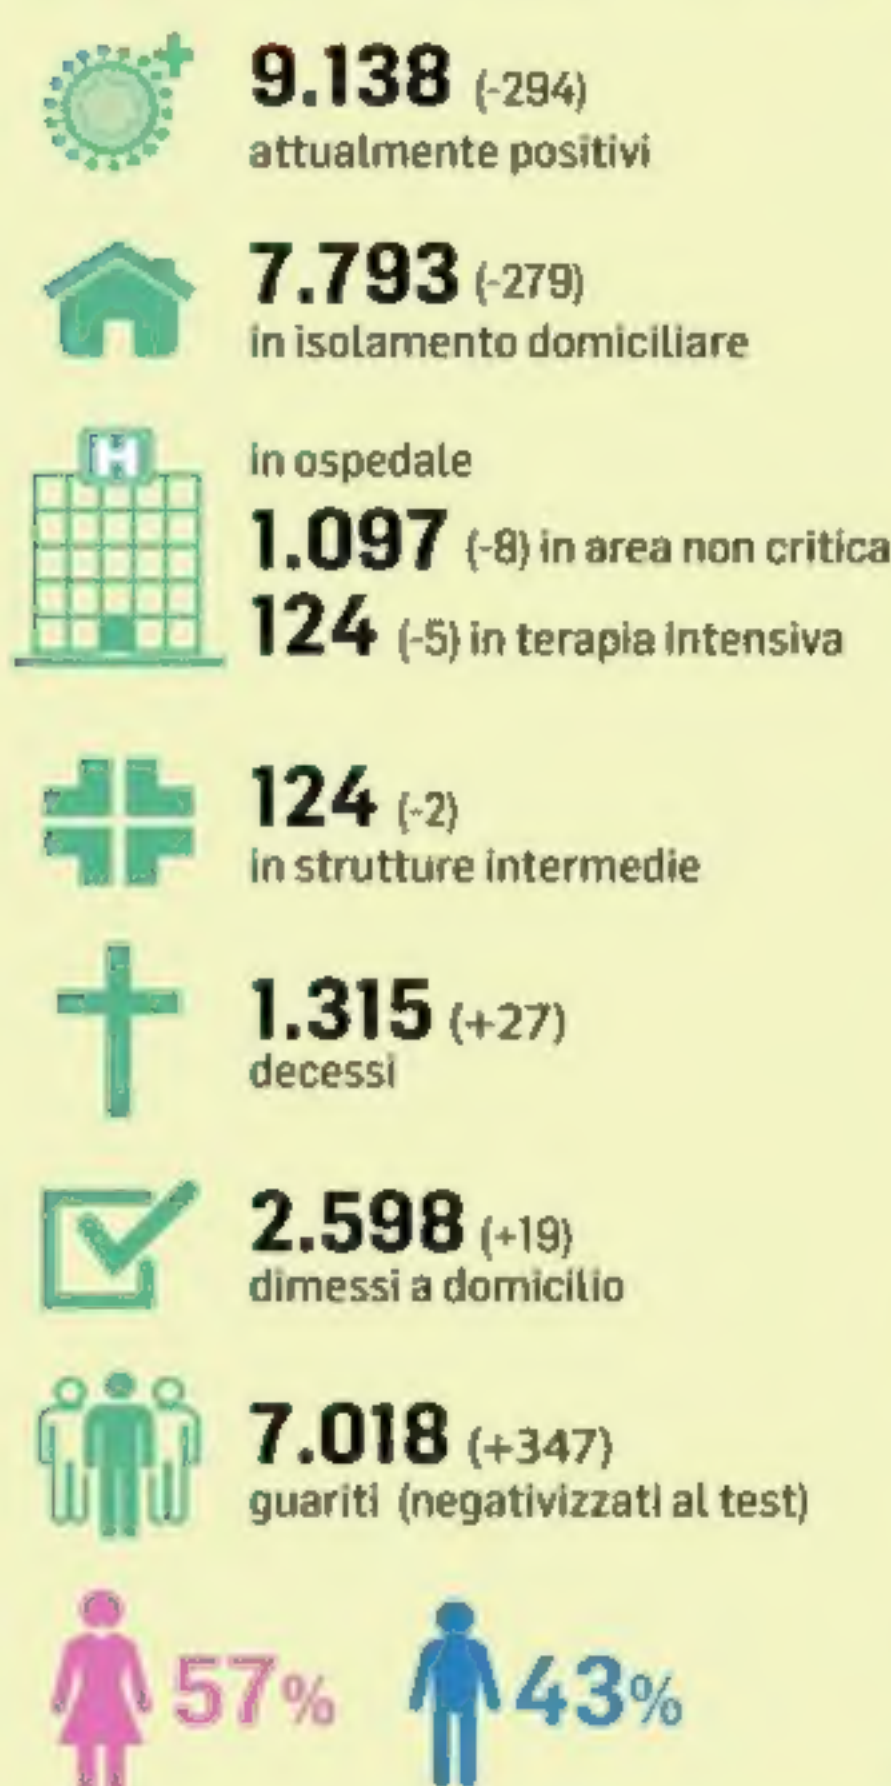 9.138 (-294)
attualmente positivi
7.793 (-279)
in isolamento domiciliare
H
in ospedale
1.097 (-8) in area non critica
124 (-5) in terapia intensiva
124 (-2)
in strutture intermedie
1.315 (+27)
decessi
2.598 (+19)
dimessi a domicilio
7.018 (+347)
guariti (negativizzati al test)
57% 43%